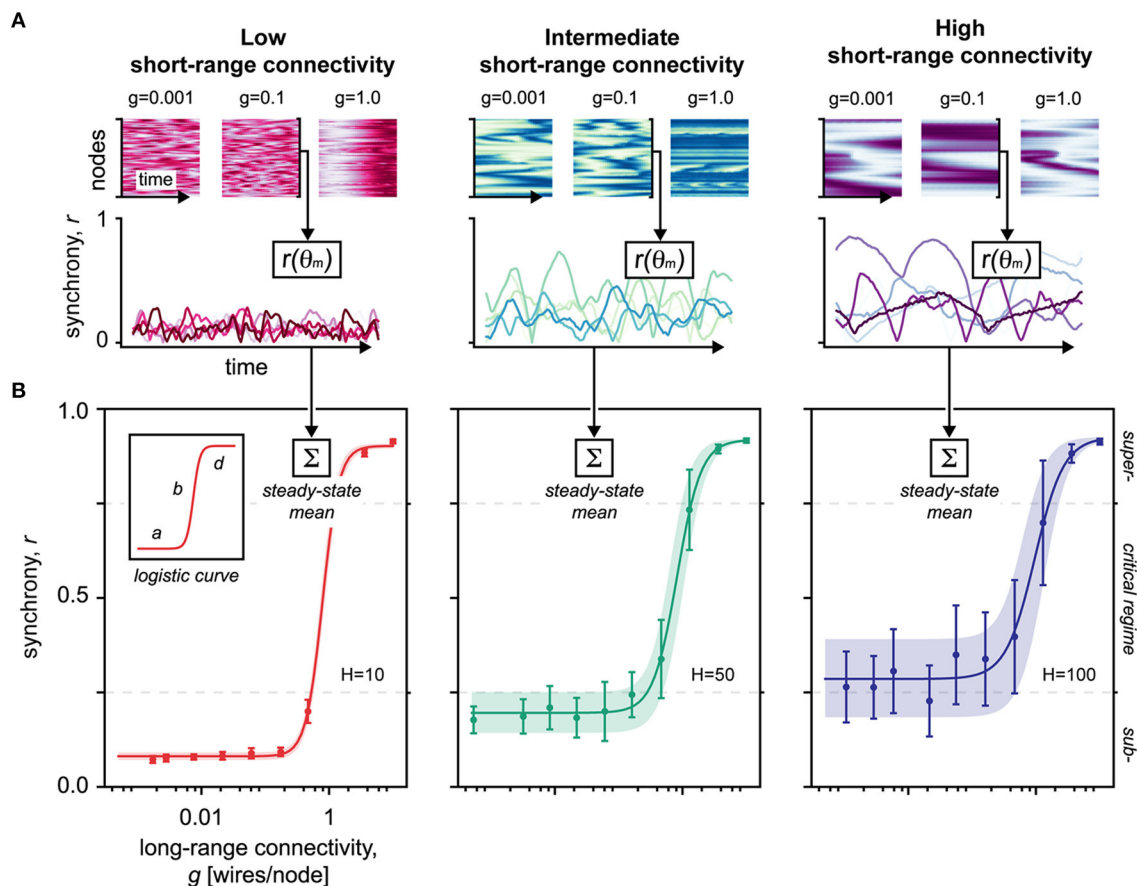 A
Low
short-range connectivity
Intermediate
short-range connectivity
High
short-range connectivity
g=0.001 g=0.1 g=1.0
g=0.001 g=0.1 g=1.0
g=0.001 g=0.1 g=1.0
nodes
time
synchrony, r
1
0
r(θm)
r(θm)
r(θm)
time
B
synchrony, r
1.0
0.5
0.0
a
b
d
logistic curve
Σ
steady-state
mean
H=10
Σ
steady-state
mean
H=50
Σ
steady-state
mean
H=100
super-
critical regime
sub-
0.01 1
long-range connectivity,
g [wires/node]